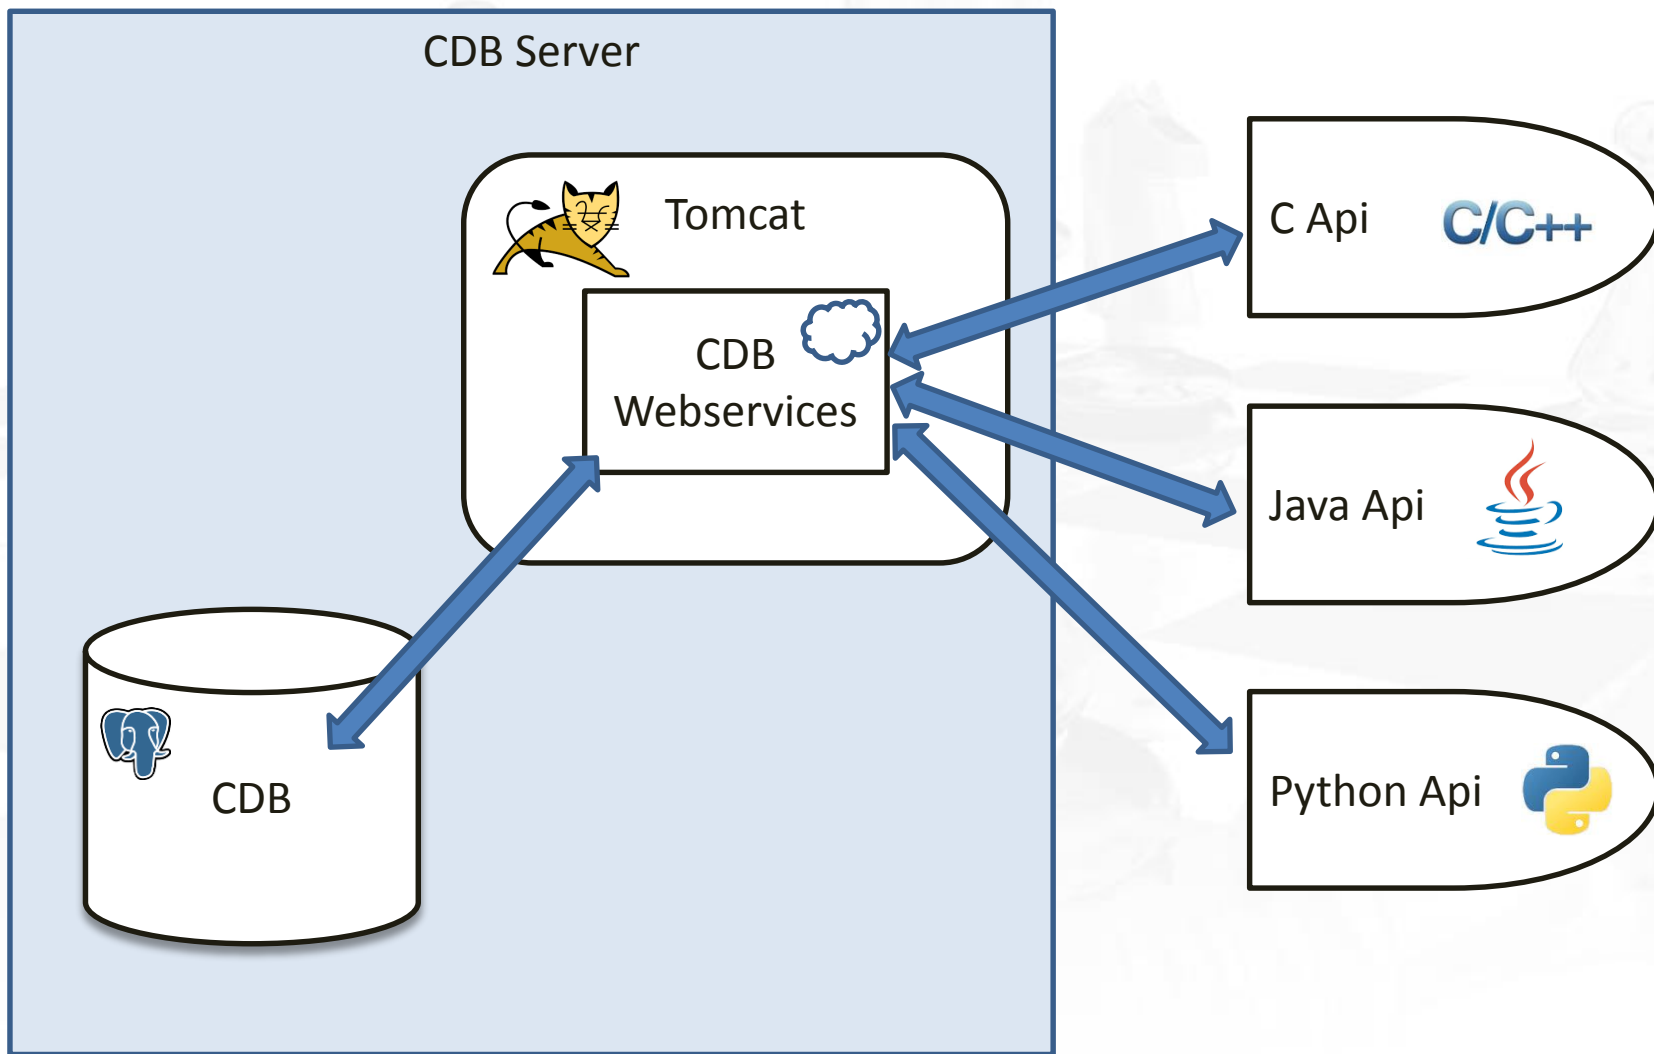 CDB Server
Tomcat
CDB
Webservices
C Api
C/C++
Java Api
Python Api
CDB